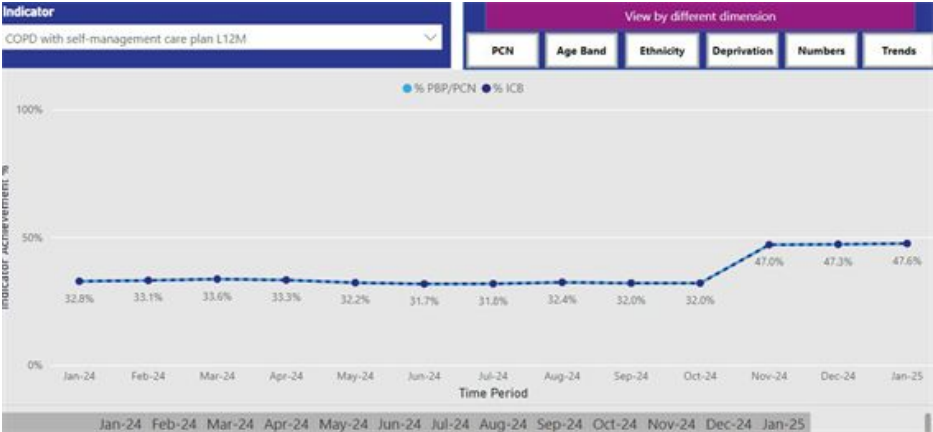 Indicator
COPD with self-management care plan L12M
View by different dimension
PCN Age Band Ethnicity Deprivation Numbers Trends
% PBP/PCN % ICB
100%
50%
0%
Indicator Achievement %
32.8% 33.1% 33.6% 33.3% 32.2% 31.7% 31.8% 32.4% 32.0% 32.0% 47.0% 47.3% 47.6%
Jan-24 Feb-24 Mar-24 Apr-24 May-24 Jun-24 Jul-24 Aug-24 Sep-24 Oct-24 Nov-24 Dec-24 Jan-25
Time Period
Jan-24 Feb-24 Mar-24 Apr-24 May-24 Jun-24 Jul-24 Aug-24 Sep-24 Oct-24 Nov-24 Dec-24 Jan-25